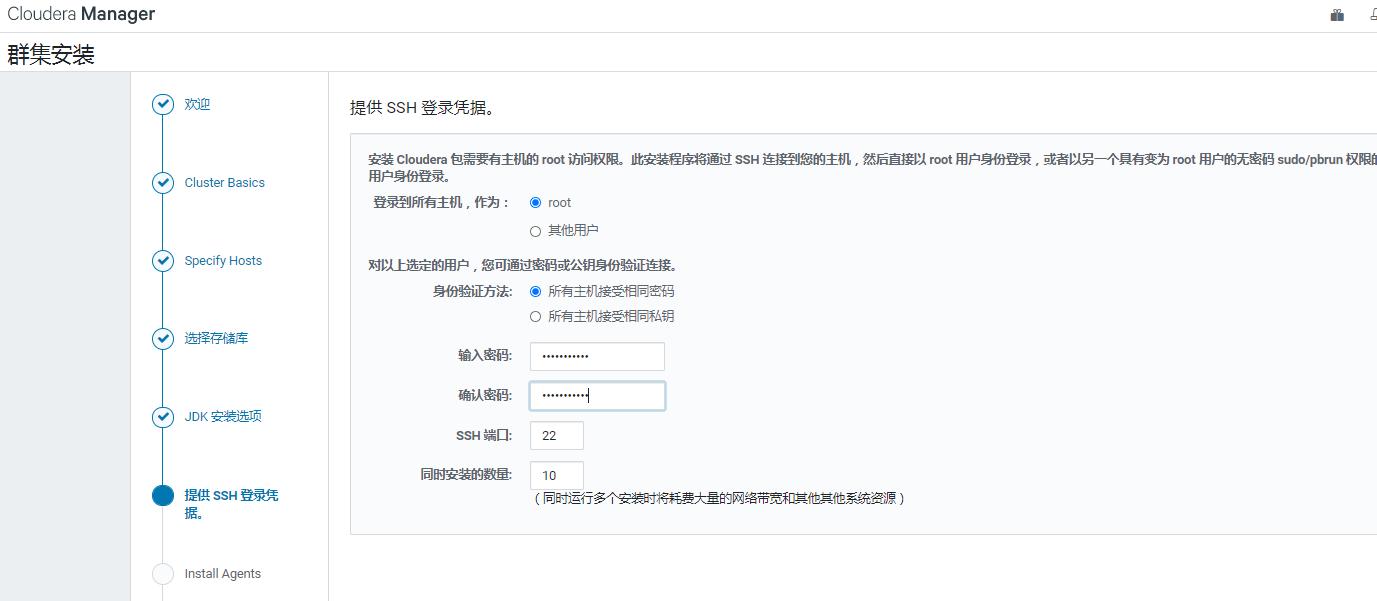 Cloudera Manager
群集安装
欢迎
Cluster Basics
Specify Hosts
选择存储库
JDK 安装选项
提供 SSH 登录凭
据。
Install Agents
提供 SSH 登录凭据。
安装 Cloudera 包需要有主机的 root 访问权限。此安装程序将通过 SSH 连接到您的主机，然后直接以 root 用户身份登录，或者以另一个具有变为 root 用户的无密码 sudo/pbrun 权限的
用户身份登录。
登录到所有主机，作为： root
其他用户
对以上选定的用户，您可通过密码或公钥身份验证连接。
身份验证方法: 所有主机接受相同密码
所有主机接受相同私钥
输入密码: •••••••••••
确认密码: •••••••••••
SSH 端口: 22
同时安装的数量: 10
（同时运行多个安装时将耗费大量的网络带宽和其他其他系统资源）